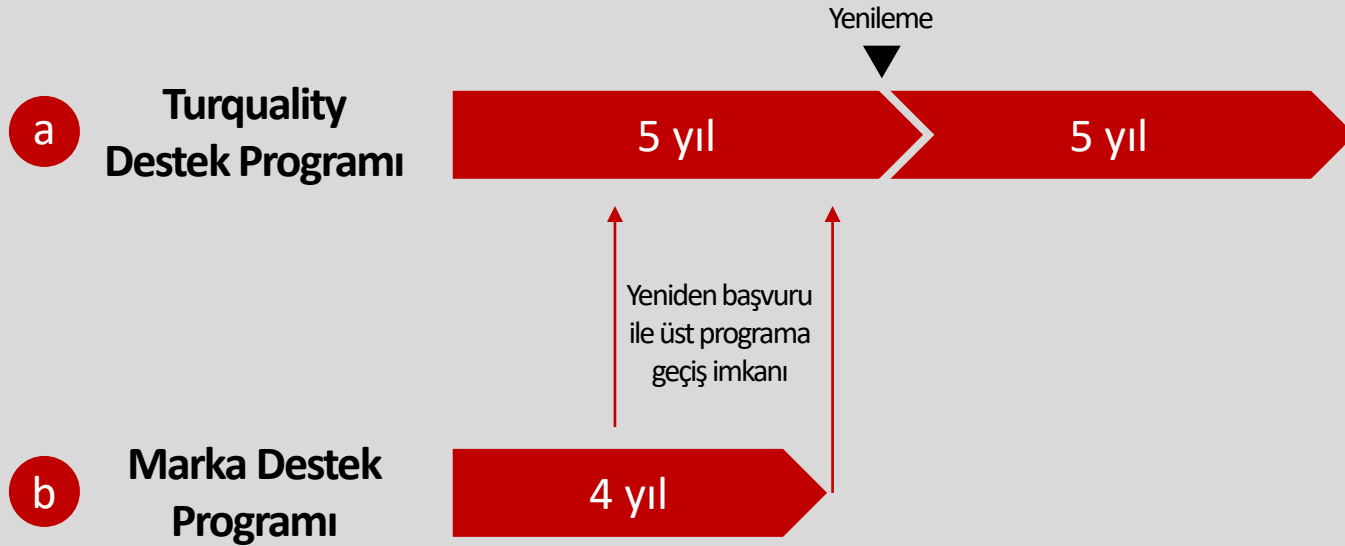 Yenileme
a
Turquality
Destek Programı
5 yıl
5 yıl
Yeniden başvuru
ile üst programa
geçiş imkanı
b
Marka Destek
Programı
4 yıl